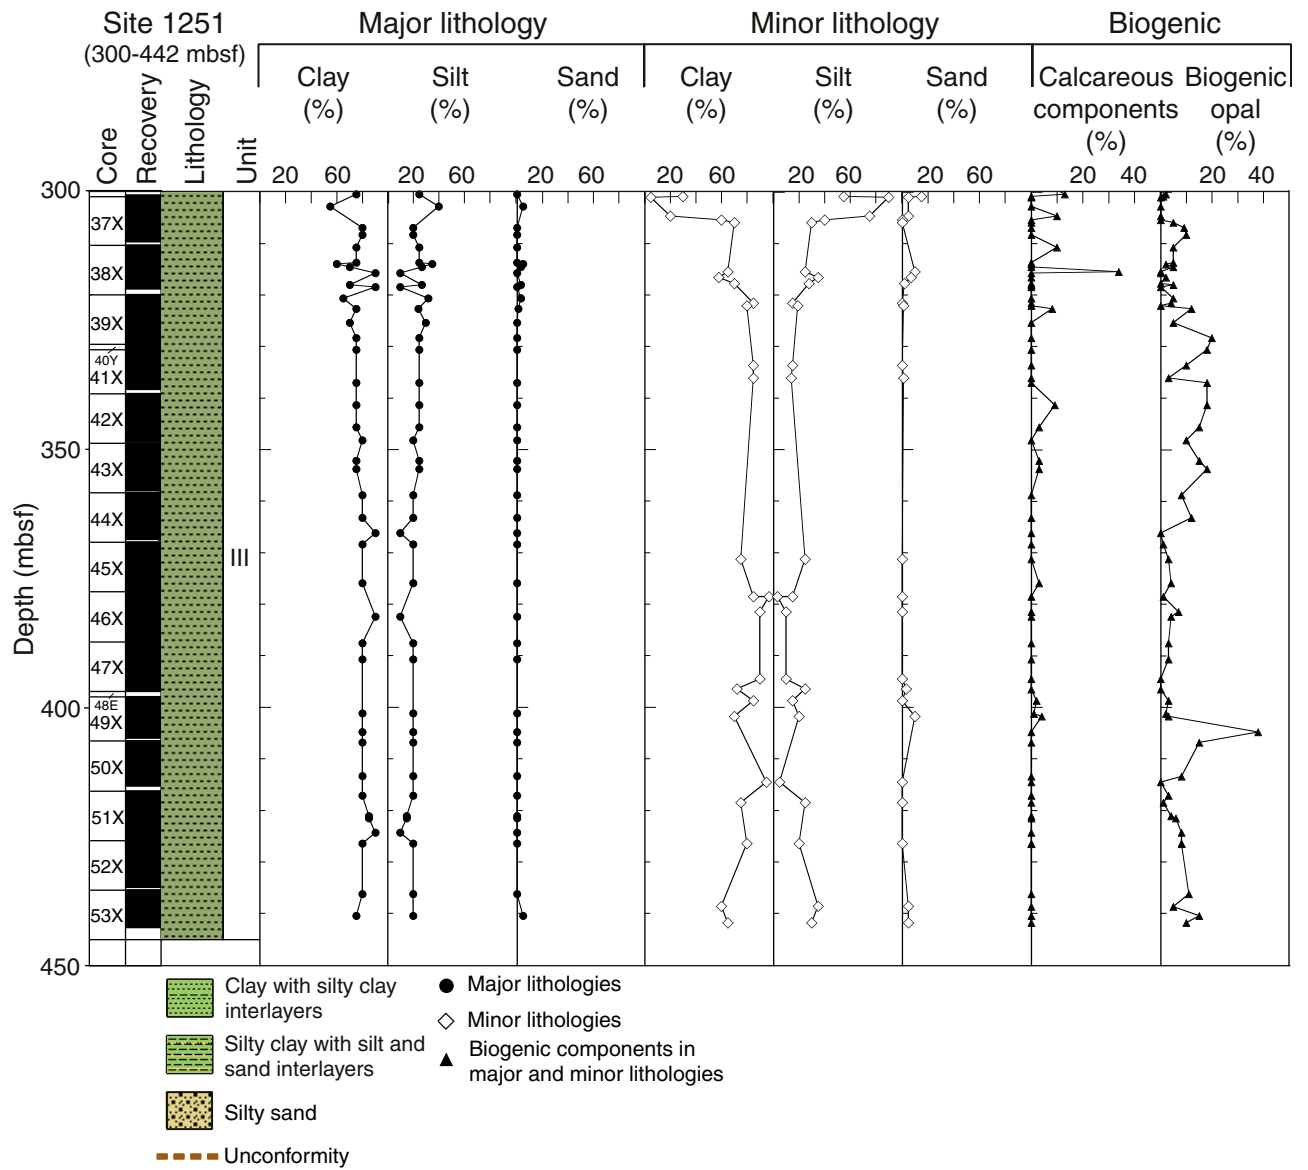 Site 1251
(300-442 mbsf)
Major lithology
Minor lithology
Biogenic
Core
Recovery
Lithology
Unit
Clay
(%)
Silt
(%)
Sand
(%)
Clay
(%)
Silt
(%)
Sand
(%)
Calcareous
components
(%)
Biogenic
opal
(%)
20 60 20 60 20 60 20 60 20 60 20 60 20 40 20 40
Depth (mbsf)
300
350
400
450
37X
38X
39X
40Y
41X
42X
43X
44X
45X
46X
47X
48E
49X
50X
51X
52X
53X
III
Clay with silty clay
interlayers
Silty clay with silt and
sand interlayers
Silty sand
Unconformity
Major lithologies
Minor lithologies
Biogenic components in
major and minor lithologies